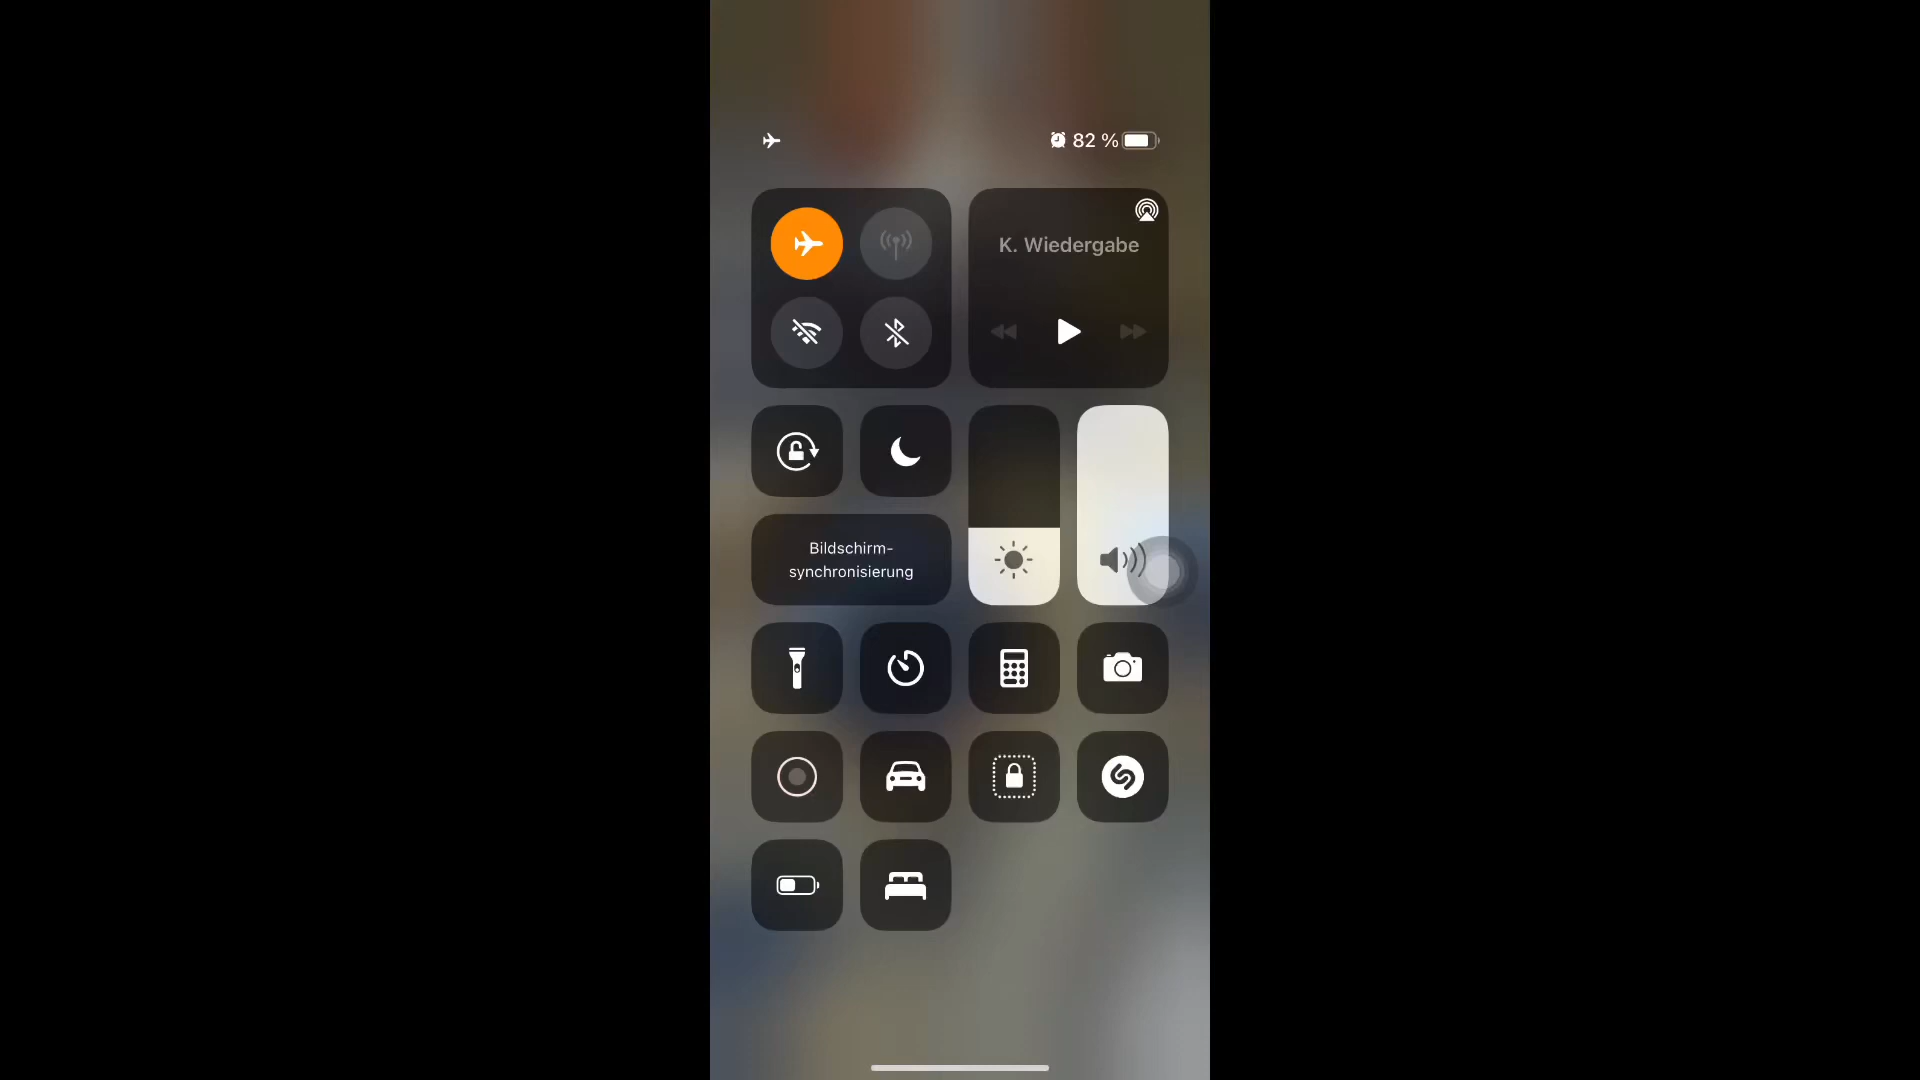 82 %
K. Wiedergabe
Bildschirm-
synchronisierung